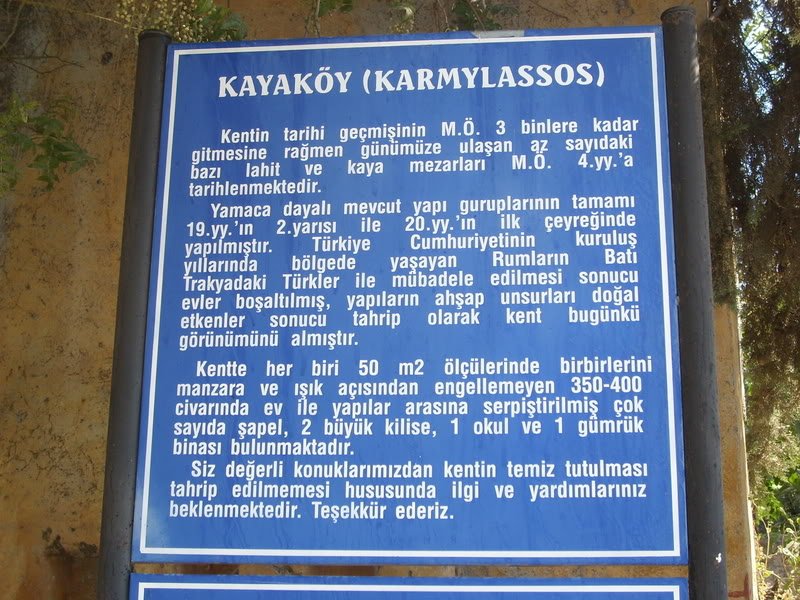 KAYAKÖY (KARMYLASSOS)
Kentin tarihi geçmişinin M.Ö. 3 binlere kadar
gitmesine rağmen günümüze ulaşan az sayıdaki
bazı lahit ve kaya mezarları M.Ö. 4.yy.'a
tarihlenmektedir.
Yamaca dayalı mevcut yapı guruplarının tamamı
19.yy.'ın 2.yarısı ile 20.yy.'ın ilk çeyreğinde
yapılmıştır. Türkiye Cumhuriyetinin kuruluş
yıllarında bölgede yaşayan Rumların Batı
Trakyadaki Türkler ile mübadele edilmesi sonucu
evler boşaltılmış, yapıların ahşap unsurları doğal
etkenler sonucu tahrip olarak kent bugünkü
görünümünü almıştır.
Kentte her biri 50 m2 ölçülerinde birbirlerini
manzara ve ışık açısından engellemeyen 350-400
civarında ev ile yapılar arasına serpiştirilmiş çok
sayıda şapel, 2 büyük kilise, 1 okul ve 1 gümrük
binası bulunmaktadır.
Siz değerli konuklarımızdan kentin temiz tutulması
tahrip edilmemesi hususunda ilgi ve yardımlarınız
beklenmektedir. Teşekkür ederiz.